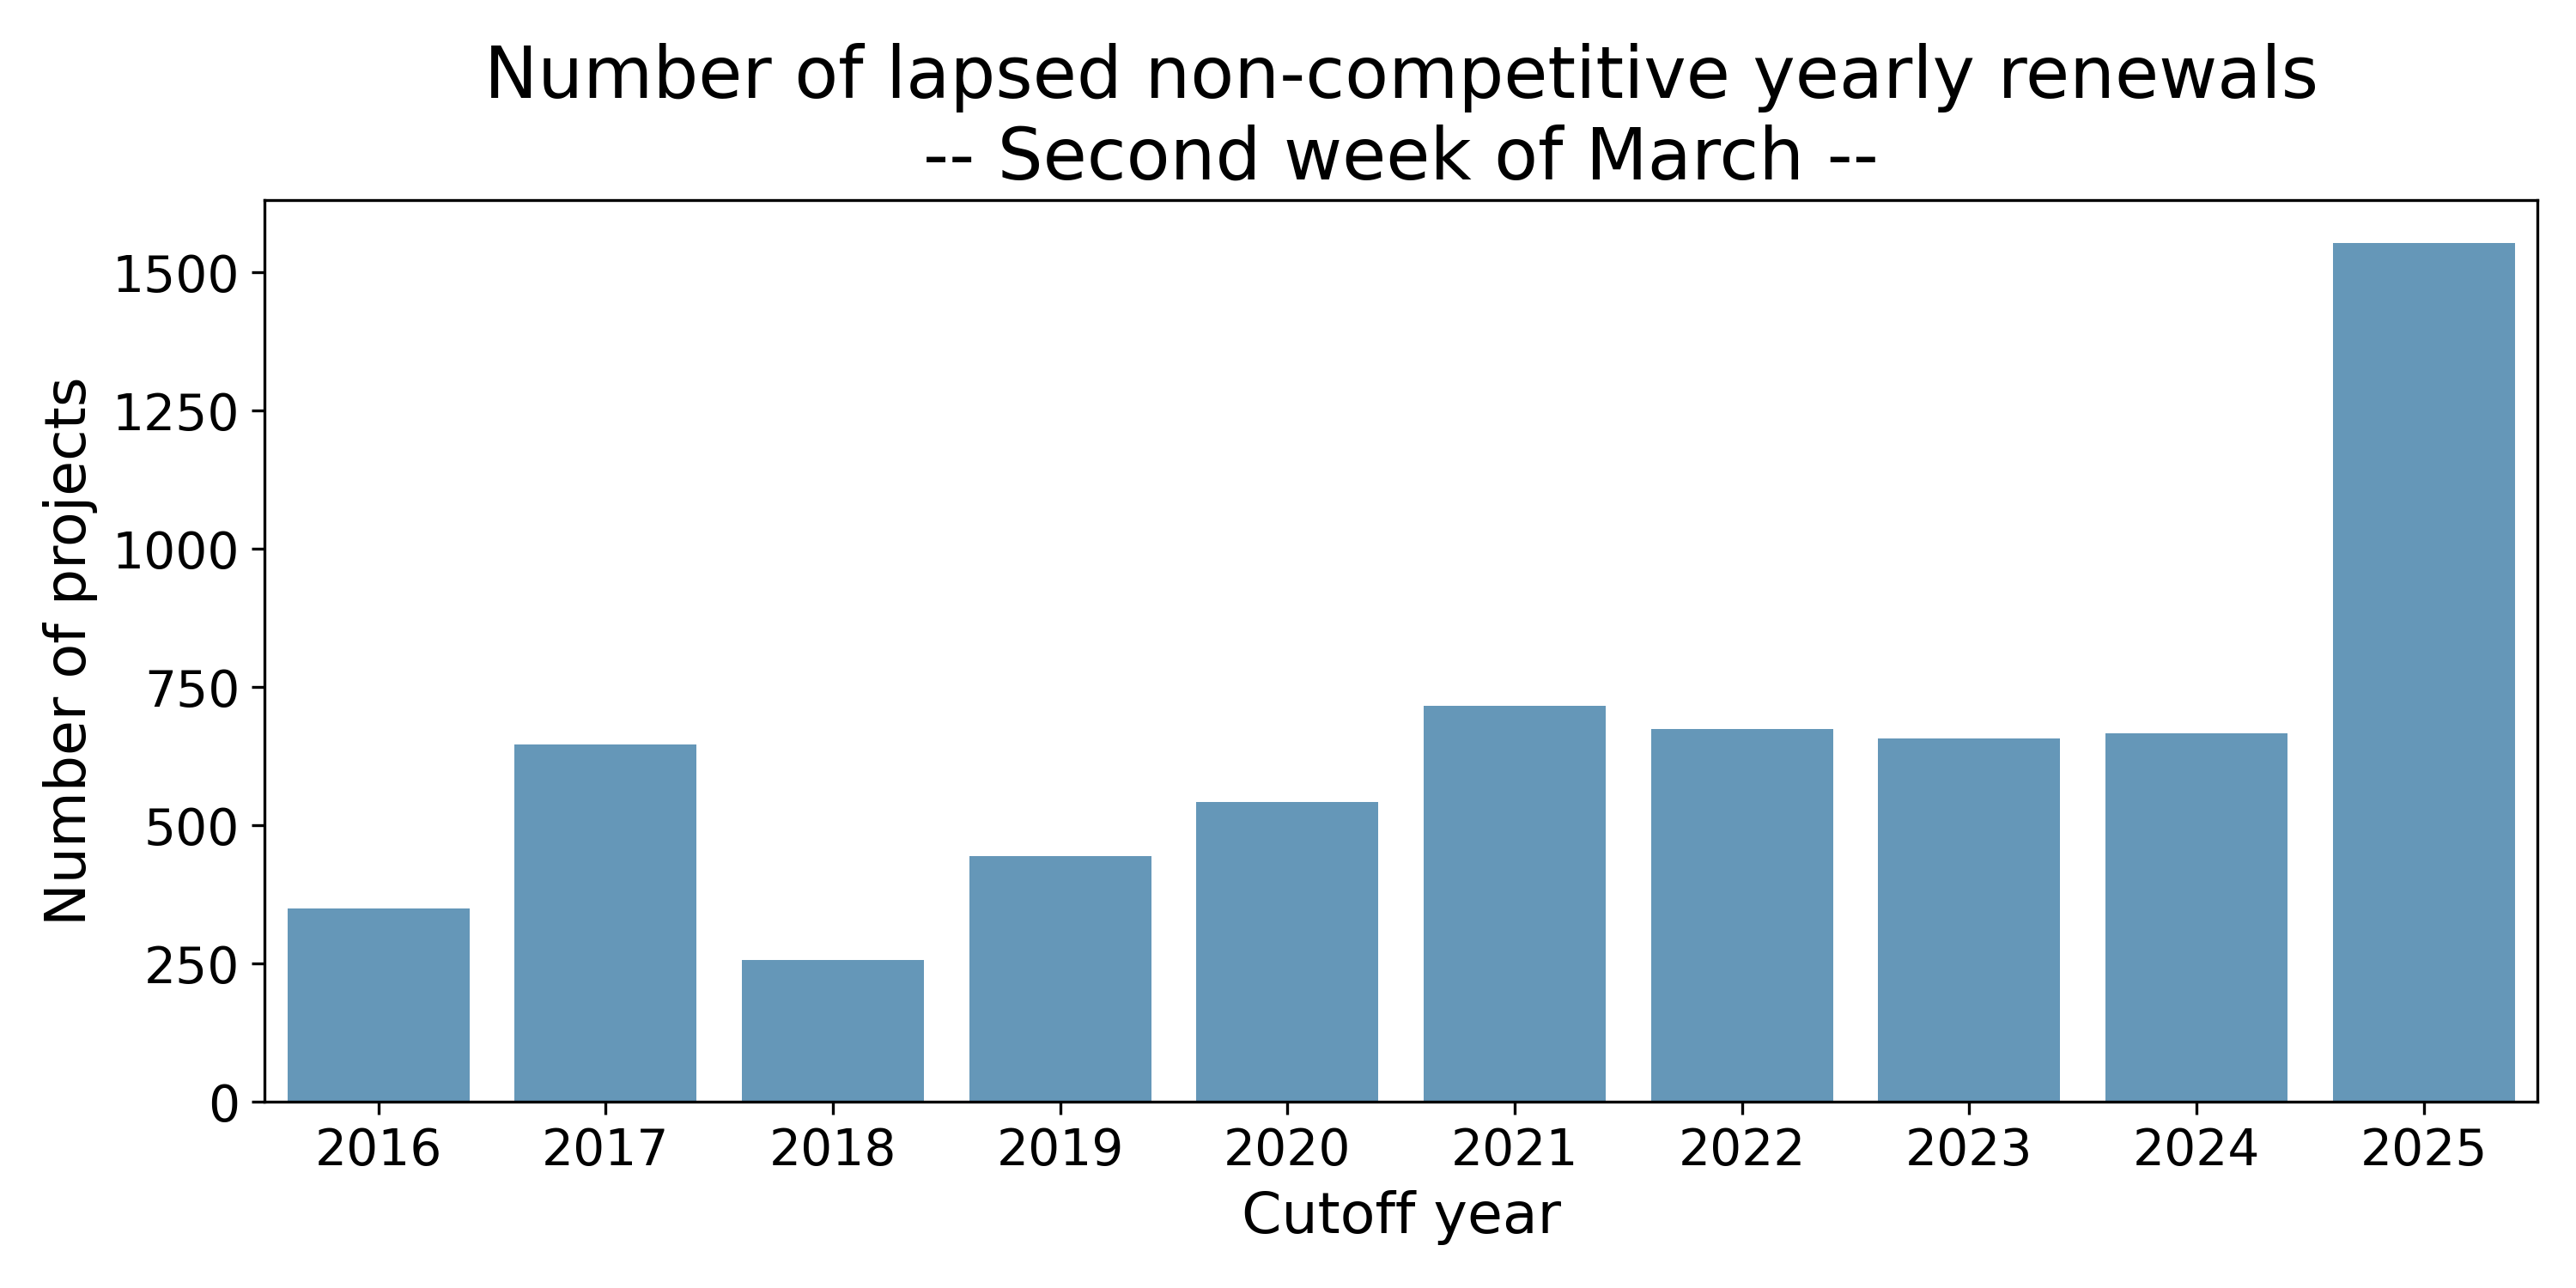 Number of lapsed non-competitive yearly renewals
-- Second week of March --
Number of projects
1500
1250
1000
750
500
250
0
2016 2017 2018 2019 2020 2021 2022 2023 2024 2025
Cutoff year